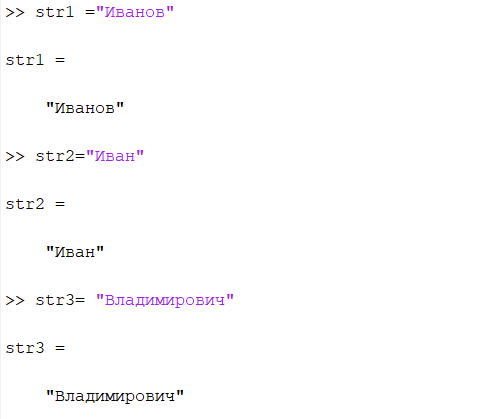 >> str1 ="Иванов"
str1 =
"Иванов"
>> str2="Иван"
str2 =
"Иван"
>> str3= "Владимирович"
str3 =
"Владимирович"